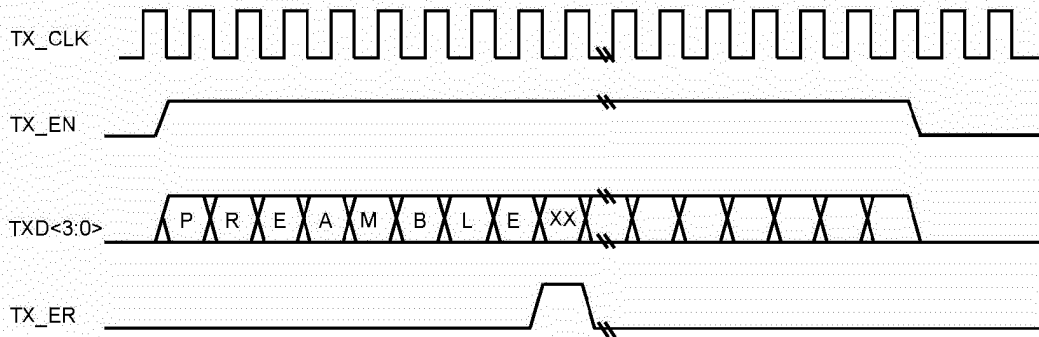 TX_CLK
TX_EN
TXD<3:0>
P R E A M B L E XX
TX_ER